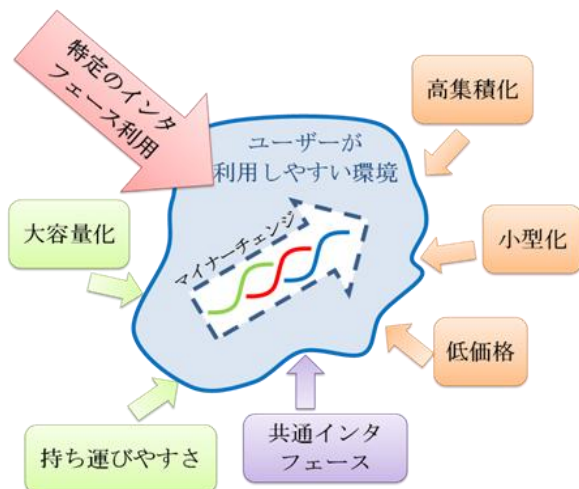 特定のインタ
フェース利用
高集積化
ユーザーが
利用しやすい環境
大容量化
マイナーチェンジ
小型化
低価格
持ち運びやすさ
共通インタ
フェース